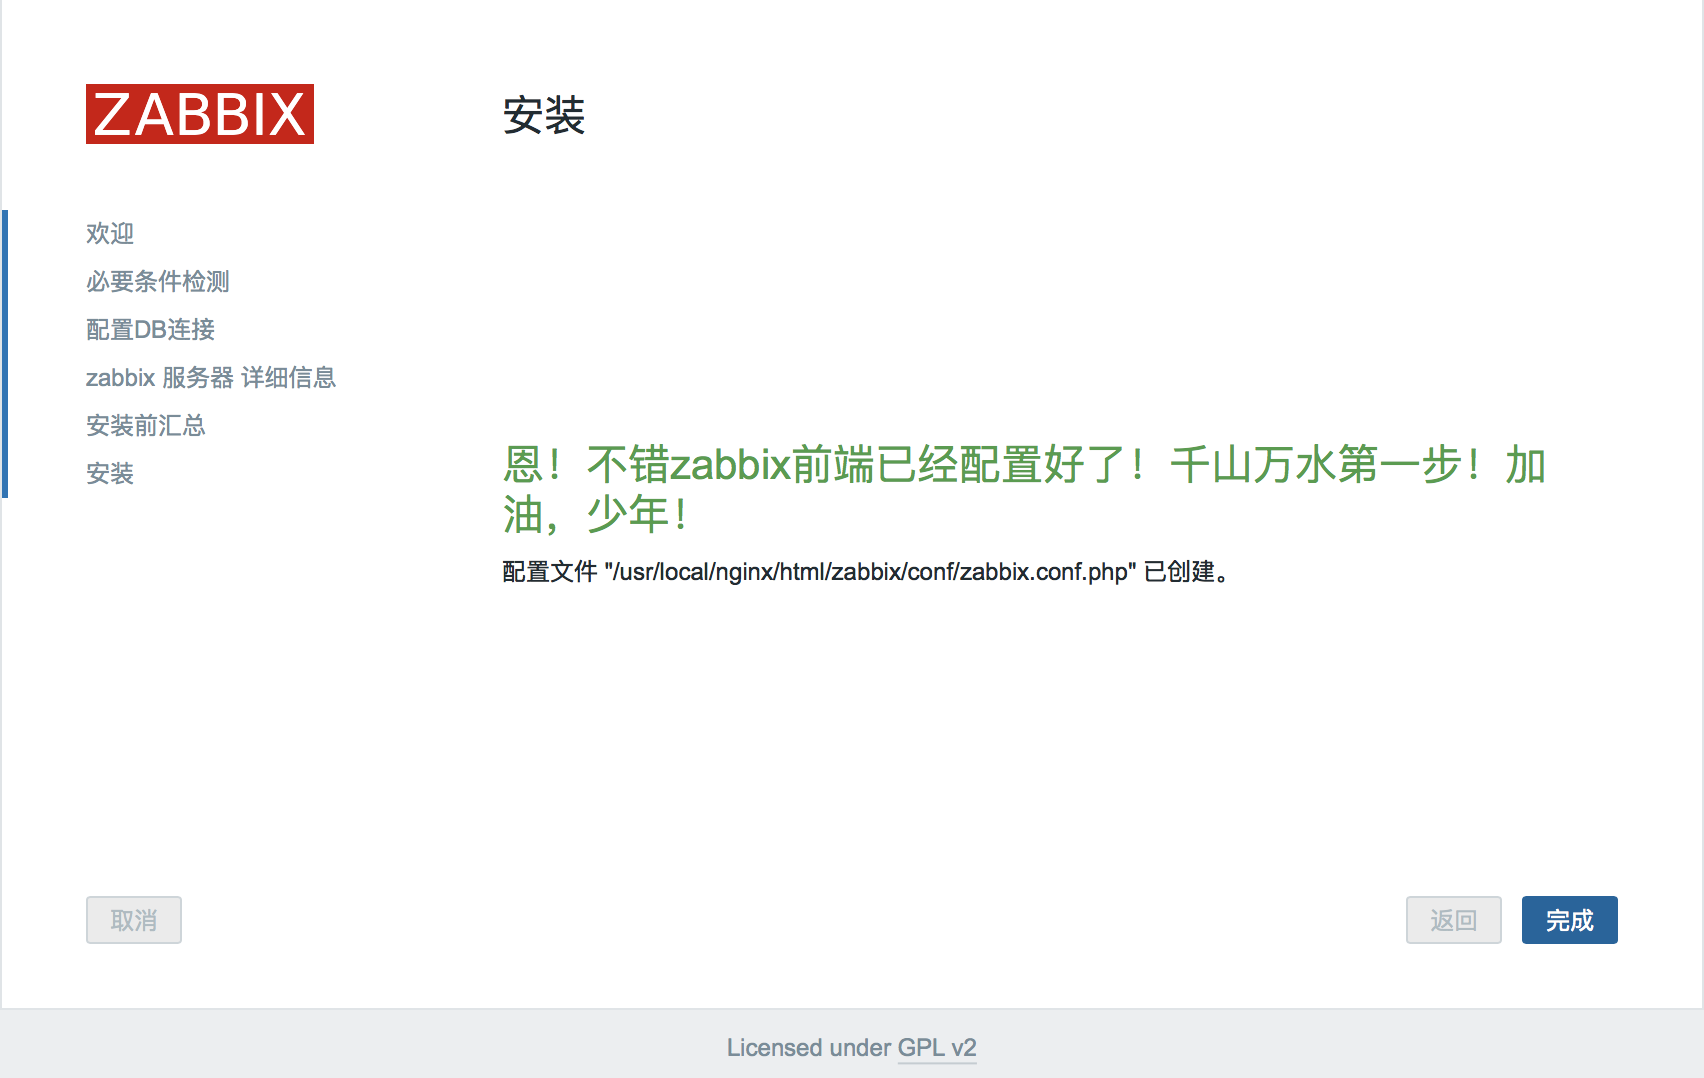 ZABBIX
安装
欢迎
必要条件检测
配置DB连接
zabbix 服务器 详细信息
安装前汇总
安装
恩！不错zabbix前端已经配置好了！千山万水第一步！加
油，少年！
配置文件 "/usr/local/nginx/html/zabbix/conf/zabbix.conf.php" 已创建。
取消
返回
完成
Licensed under GPL v2